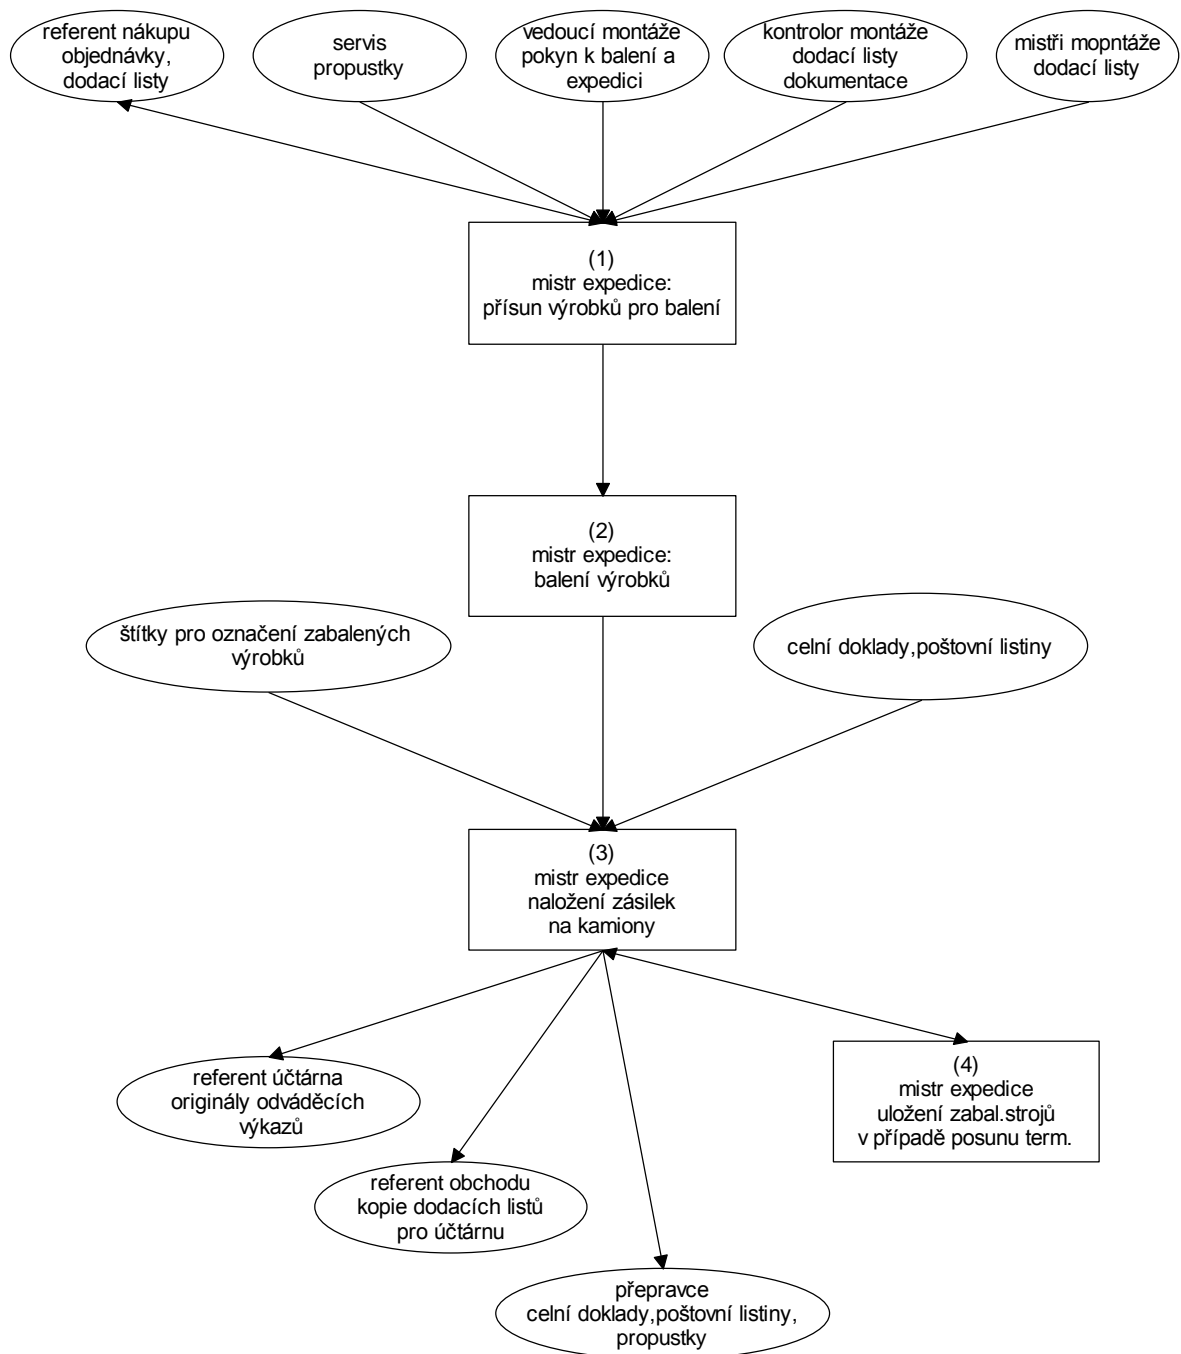 referent nákupu
objednávky,
dodací listy
servis
propustky
vedoucí montáže
pokyn k balení a
expedici
kontrolor montáže
dodací listy
dokumentace
mistři mopntáže
dodací listy
(1)
mistr expedice:
přísun výrobků pro balení
(2)
mistr expedice:
balení výrobků
štítky pro označení zabalených
výrobků
celní doklady,poštovní listiny
(3)
mistr expedice
naložení zásilek
na kamiony
referent účtárna
originály odváděcích
výkazů
(4)
mistr expedice
uložení zabal.strojů
v případě posunu term.
referent obchodu
kopie dodacích listů
pro účtárnu
přepravce
celní doklady,poštovní listiny,
propustky